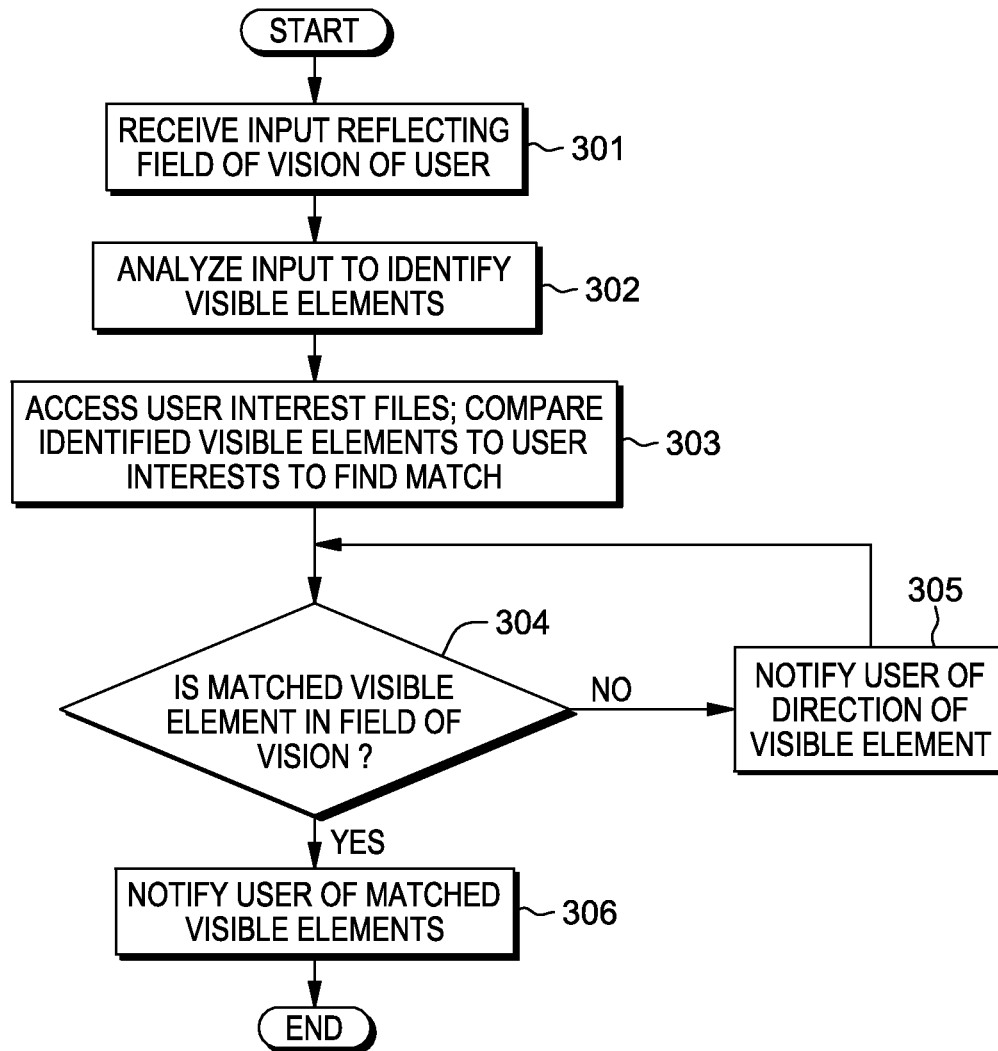 START
RECEIVE INPUT REFLECTING
FIELD OF VISION OF USER
301
ANALYZE INPUT TO IDENTIFY
VISIBLE ELEMENTS
302
ACCESS USER INTEREST FILES; COMPARE
IDENTIFIED VISIBLE ELEMENTS TO USER
INTERESTS TO FIND MATCH
303
304
IS MATCHED VISIBLE
ELEMENT IN FIELD OF
VISION ?
NO
305
NOTIFY USER OF
DIRECTION OF
VISIBLE ELEMENT
YES
NOTIFY USER OF MATCHED
VISIBLE ELEMENTS
306
END